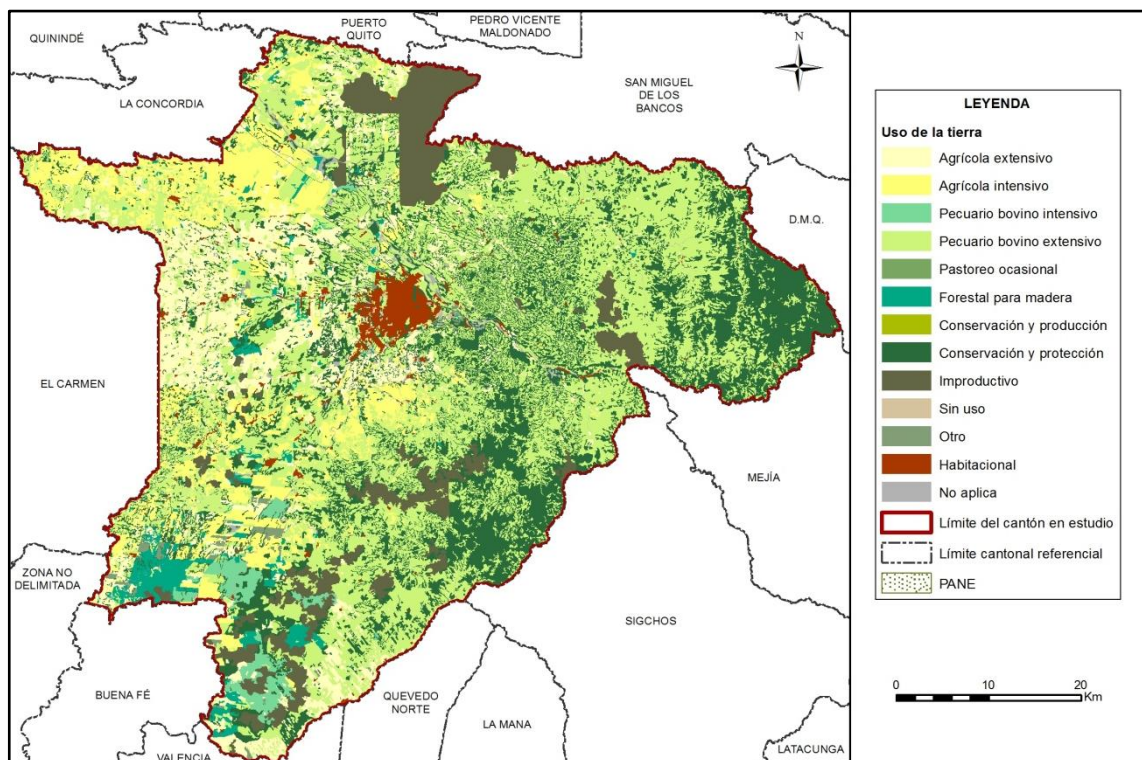 QUININDÉ
PUERTO
QUITO
PEDRO VICENTE
MALDONADO
LA CONCORDIA
SAN MIGUEL
DE LOS
BANCOS
N
D.M.Q.
EL CARMEN
MEJÍA
ZONA NO
DELIMITADA
SIGCHOS
BUENA FÉ
QUEVEDO
NORTE
LA MANA
VALENCIA
LATACUNGA
LEYENDA
Uso de la tierra
Agrícola extensivo
Agrícola intensivo
Pecuario bovino intensivo
Pecuario bovino extensivo
Pastoreo ocasional
Forestal para madera
Conservación y producción
Conservación y protección
Improductivo
Sin uso
Otro
Habitacional
No aplica
Límite del cantón en estudio
Límite cantonal referencial
PANE
0 10 20
Km